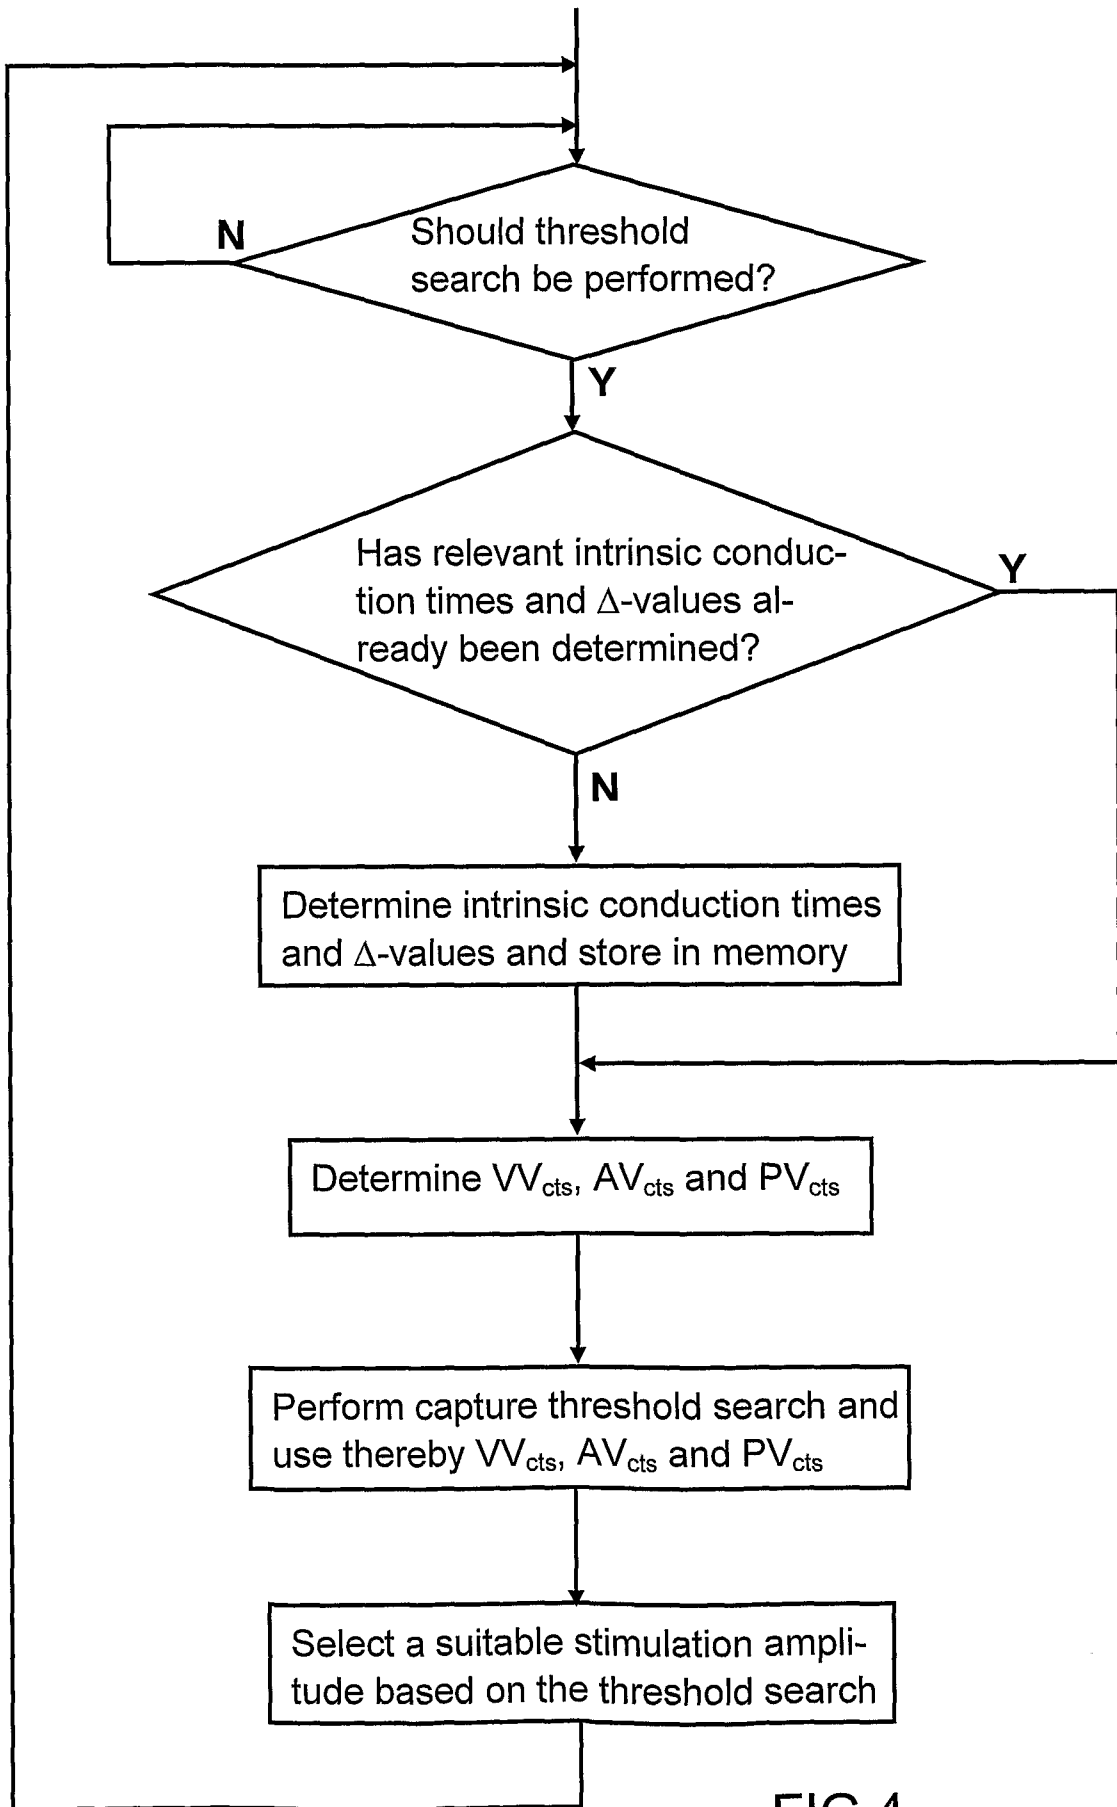 Should threshold
search be performed?
N
Y
Has relevant intrinsic conduc-
tion times and Δ-values al-
ready been determined?
Y
N
Determine intrinsic conduction times
and Δ-values and store in memory
Determine VVcts, AVcts and PVcts
Perform capture threshold search and
use thereby VVcts, AVcts and PVcts
Select a suitable stimulation ampli-
tude based on the threshold search
FIG 4